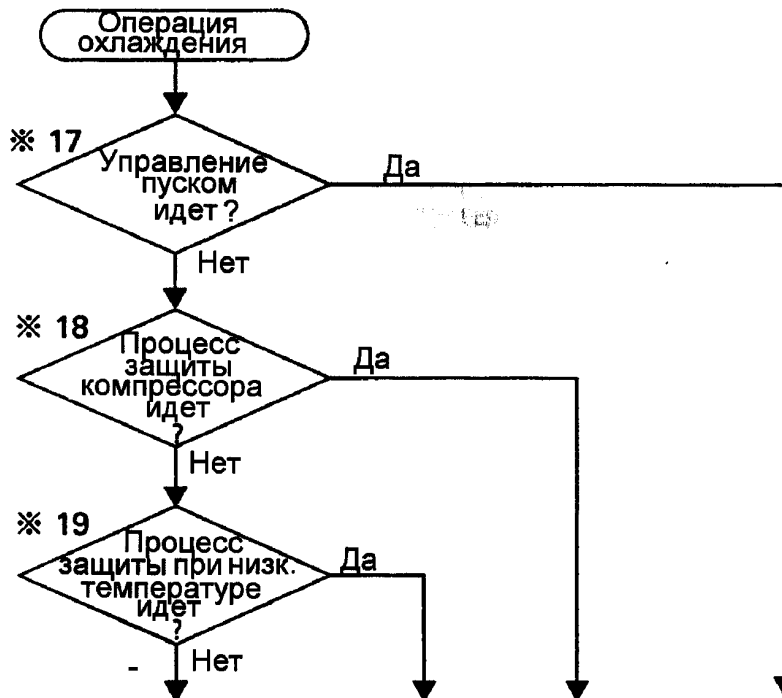 Операция
охлаждения
※ 17
Управление
пуском
идет ?
Да
Нет
※ 18
Процесс
защиты
компрессора
идет
?
Да
Нет
※ 19
Процесс
защиты при низк.
температуре
идет
?
Да
Нет